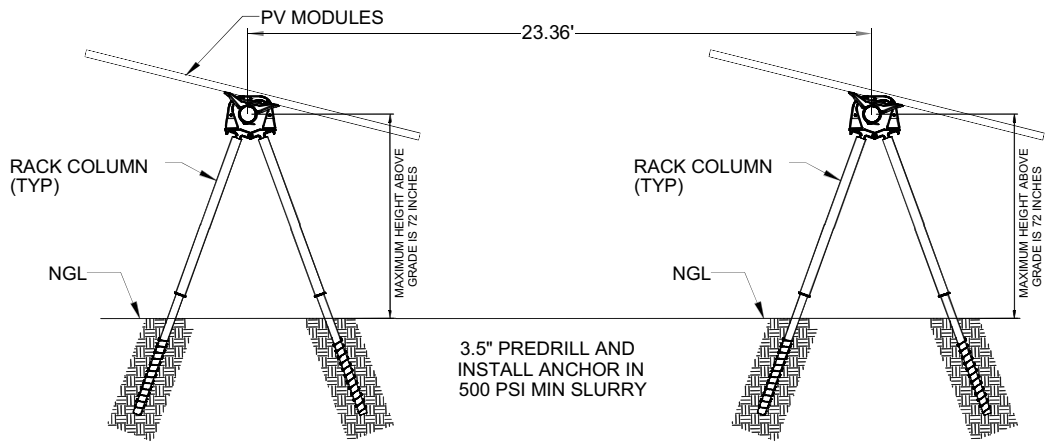 PV MODULES
23.36'
RACK COLUMN
(TYP)
MAXIMUM HEIGHT ABOVE
GRADE IS 72 INCHES
RACK COLUMN
(TYP)
MAXIMUM HEIGHT ABOVE
GRADE IS 72 INCHES
NGL
NGL
3.5" PREDRILL AND
INSTALL ANCHOR IN
500 PSI MIN SLURRY